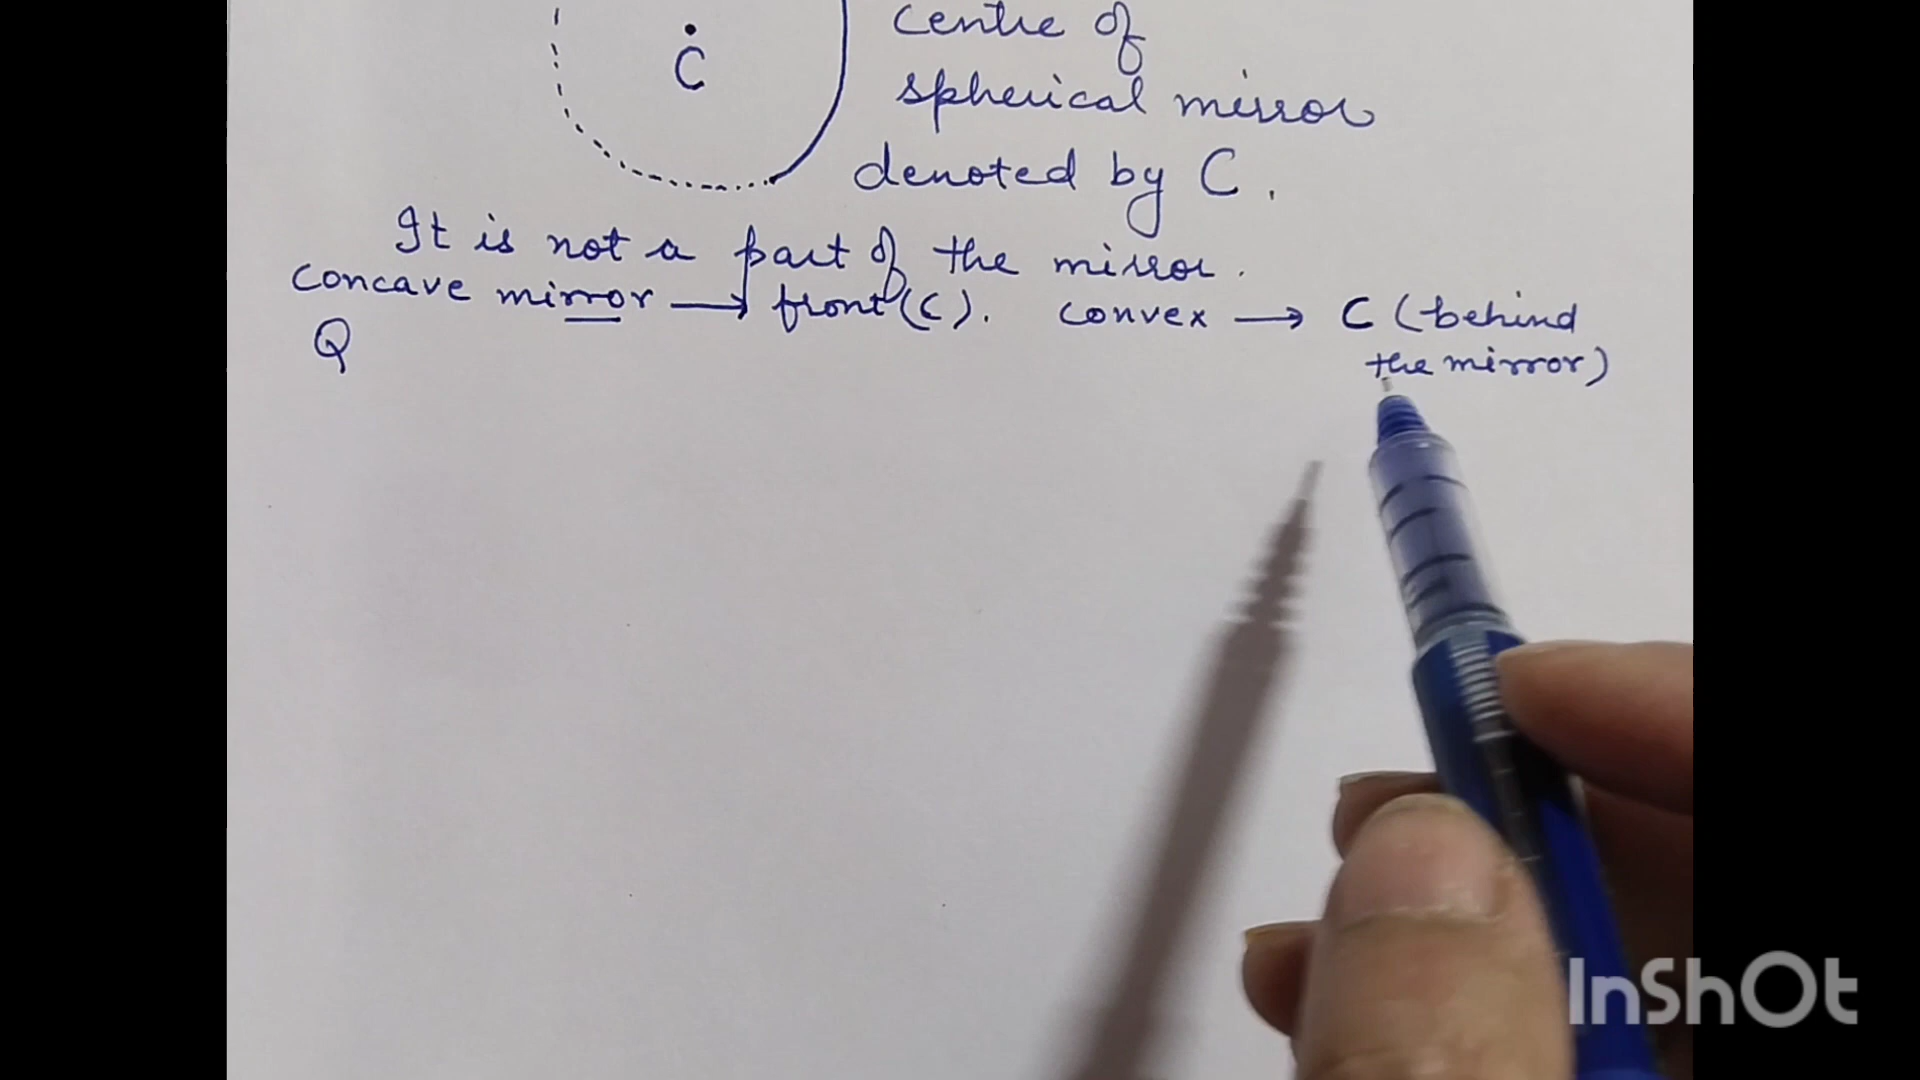 centre of
C
spherical mirror
denoted by C.
It is not a part of the mirror.
concave mirror → front (C). convex → C (behind
the mirror)
Q
InShOt